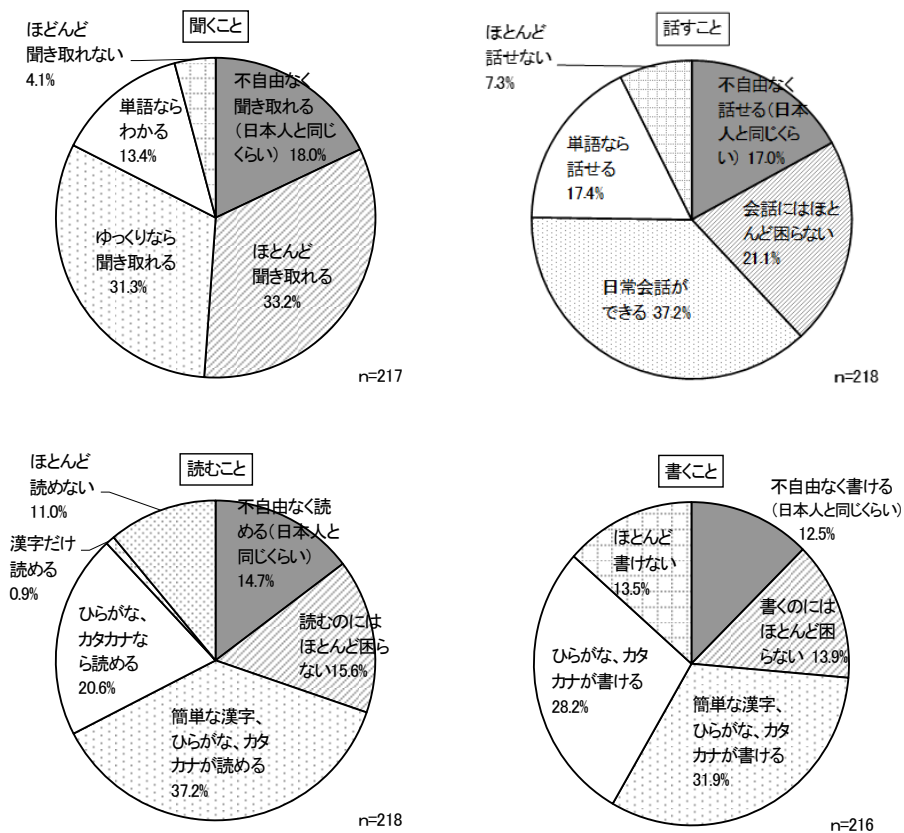 聞くこと
ほどんど
聞き取れない
4.1%
不自由なく
聞き取れる
（日本人と同じ
くらい） 18.0%
単語なら
わかる
13.4%
ゆっくりなら
聞き取れる
31.3%
ほとんど
聞き取れる
33.2%
n=217
話すこと
ほとんど
話せない
7.3%
不自由なく
話せる（日本
人と同じくら
い） 17.0%
単語なら
話せる
17.4%
会話にはほと
んど困らない
21.1%
日常会話が
できる 37.2%
n=218
読むこと
ほとんど
読めない
11.0%
不自由なく読
める（日本人と
同じくらい）
14.7%
漢字だけ
読める
0.9%
読むのには
ほとんど困ら
ない15.6%
ひらがな、
カタカナな
ら読める
20.6%
簡単な漢字、
ひらがな、カタ
カナが読める
37.2%
n=218
書くこと
不自由なく書ける
（日本人と同じくらい）
12.5%
ほとんど
書けない
13.5%
書くのには
ほとんど困
らない 13.9%
ひらがな、カタ
カナが書ける
28.2%
簡単な漢字、
ひらがな、カタ
カナが書ける
31.9%
n=216